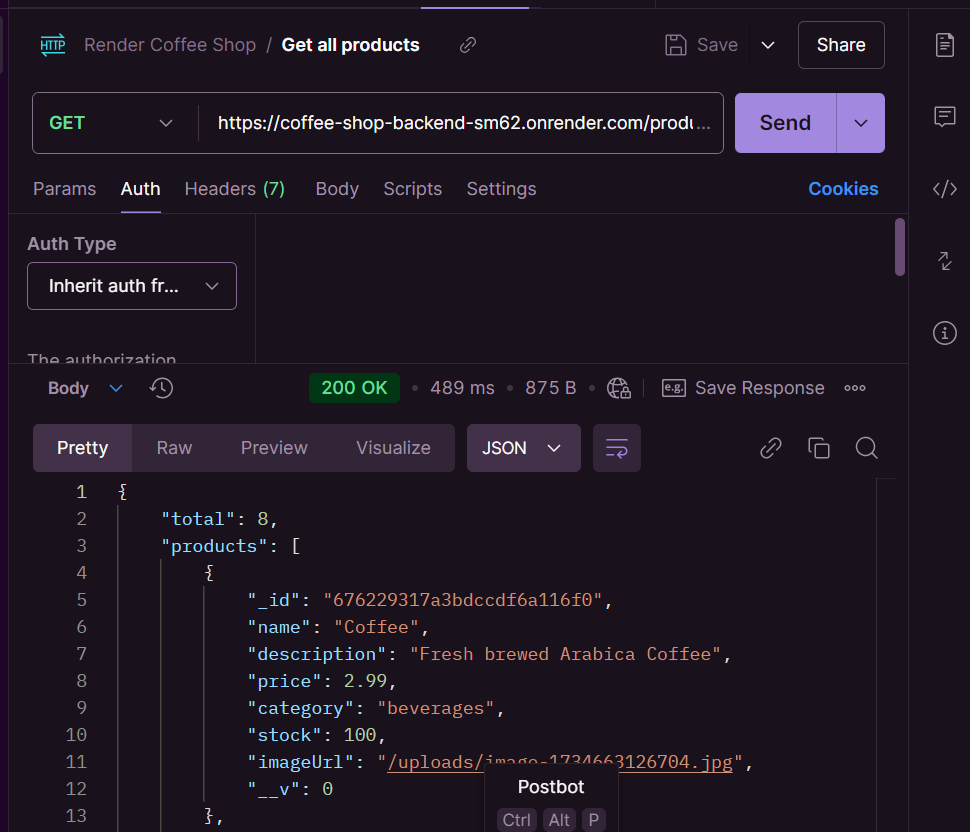 HTTP Render Coffee Shop / Get all products Save Share
GET https://coffee-shop-backend-sm62.onrender.com/produ... Send
Params Auth Headers (7) Body Scripts Settings Cookies
Auth Type
Inherit auth fr...
The authorization
Body 200 OK • 489 ms • 875 B • e.g. Save Response
Pretty Raw Preview Visualize JSON
1 {
2 "total": 8,
3 "products": [
4 {
5 "_id": "676229317a3bdccdf6a116f0",
6 "name": "Coffee",
7 "description": "Fresh brewed Arabica Coffee",
8 "price": 2.99,
9 "category": "beverages",
10 "stock": 100,
11 "imageUrl": "/uploads/image-1734663126704.jpg",
12 "__v": 0
13 },
Postbot
Ctrl Alt P